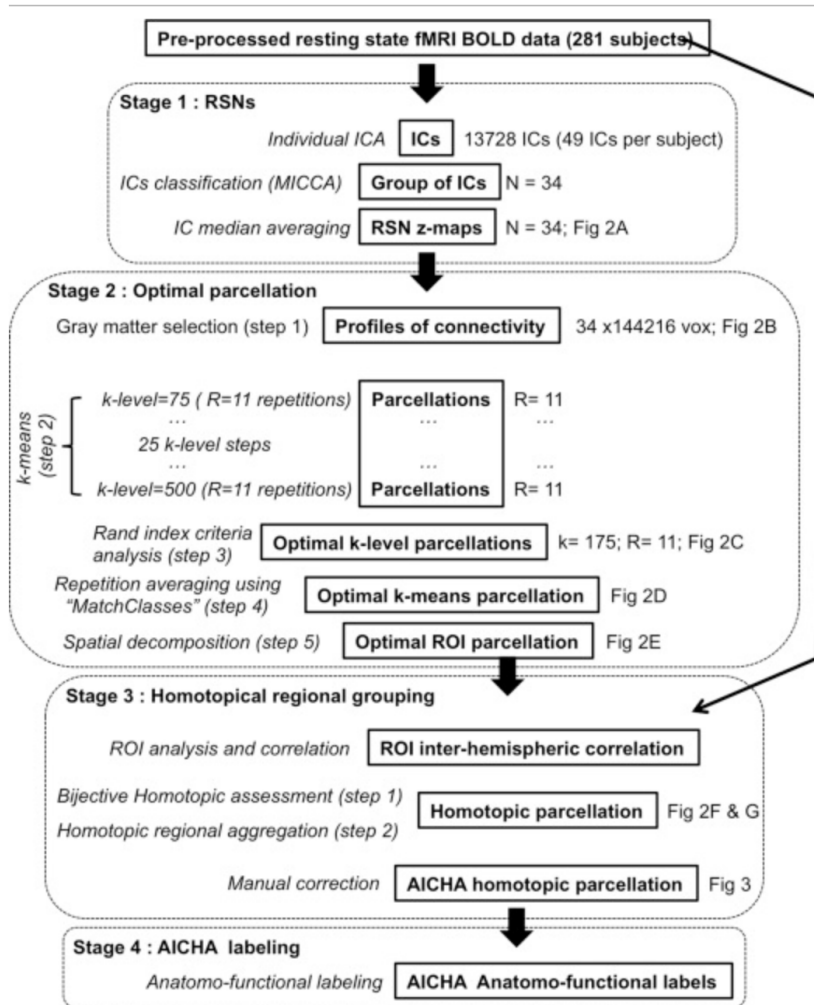 Pre-processed resting state fMRI BOLD data (281 subjects)
Stage 1 : RSNs
Individual ICA ICs 13728 ICs (49 ICs per subject)
ICs classification (MICCA) Group of ICs N = 34
IC median averaging RSN z-maps N = 34; Fig 2A
Stage 2 : Optimal parcellation
Gray matter selection (step 1) Profiles of connectivity 34 x144216 vox; Fig 2B
k-means
(step 2)
k-level=75 ( R=11 repetitions) Parcellations R= 11
... ... ...
25 k-level steps
... ... ...
k-level=500 (R=11 repetitions) Parcellations R= 11
Rand index criteria
analysis (step 3) Optimal k-level parcellations k= 175; R= 11; Fig 2C
Repetition averaging using
“MatchClasses” (step 4) Optimal k-means parcellation Fig 2D
Spatial decomposition (step 5) Optimal ROI parcellation Fig 2E
Stage 3 : Homotopical regional grouping
ROI analysis and correlation ROI inter-hemispheric correlation
Bijective Homotopic assessment (step 1)
Homotopic parcellation Fig 2F & G
Homotopic regional aggregation (step 2)
Manual correction AICHA homotopic parcellation Fig 3
Stage 4 : AICHA labeling
Anatomo-functional labeling AICHA Anatomo-functional labels